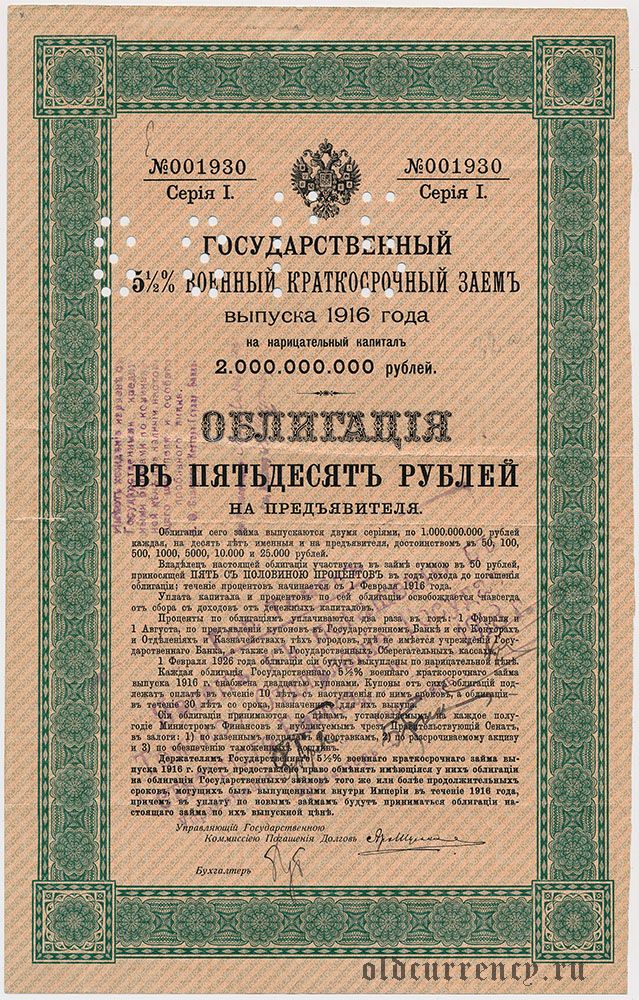 №001930
Серія I.
№001930
Серія I.
ГОСУДАРСТВЕННЫЙ
5½% ВОЕННЫЙ КРАТКОСРОЧНЫЙ ЗАЕМЪ
выпуска 1916 года
на нарицательный капиталъ
2.000.000.000 рублей.
ОБЛИГАЦІЯ
ВЪ ПЯТЬДЕСЯТЪ РУБЛЕЙ
НА ПРЕДЪЯВИТЕЛЯ.
Облигаціи сего займа выпускаются двумя серіями, по 1.000.000.000 рублей
каждая, на десять лѣтъ именныя и на предъявителя, достоинствомъ въ 50, 100,
500, 1000, 5000, 10.000 и 25.000 рублей.
Владѣлецъ настоящей облигаціи участвуетъ въ займѣ суммою въ 50 рублей,
приносящей ПЯТЬ СЪ ПОЛОВИНОЮ ПРОЦЕНТОВЪ въ годъ дохода до погашенія
облигаціи; теченіе процентовъ начинается съ 1 Февраля 1916 года.
Уплата капитала и процентовъ по сей облигаціи освобождается навсегда
отъ сбора съ доходовъ отъ денежныхъ капиталовъ.
Проценты по облигаціямъ уплачиваются два раза въ годъ: 1 Февраля и
1 Августа, по предъявленіи купоновъ въ Государственномъ Банкѣ и его Конторахъ
и Отдѣленіяхъ и Казначействахъ тѣхъ городовъ, гдѣ не имѣется учрежденій Госу-
дарственнаго Банка, а также въ Государственныхъ Сберегательныхъ кассахъ.
1 Февраля 1926 года облигаціи сіи будутъ выкуплены по нарицательной цѣнѣ.
Каждая облигація Государственнаго 5½% военнаго краткосрочнаго займа
выпуска 1916 г. снабжена двадцатью купонами. Купоны отъ сихъ облигацій под-
лежатъ оплатѣ въ теченіе 10 лѣтъ съ наступленія по нимъ сроковъ, а облигаціи—
въ теченіе 30 лѣтъ со срока, назначеннаго для ихъ выкупа.
Сіи облигаціи принимаются по цѣнамъ, установленнымъ на каждое полу-
годіе Министромъ Финансовъ и публикуемымъ чрезъ Правительствующій Сенатъ,
въ залоги: 1) по казеннымъ подрядамъ и поставкамъ, 2) по разсрочиваемому акцизу
и 3) по обезпеченію таможенныхъ пошлинъ.
Держателямъ Государственнаго 5½% военнаго краткосрочнаго займа
выпуска 1916 г. будетъ предоставлено право обмѣнять имѣющіяся у нихъ облигаціи
на облигаціи Государственныхъ займовъ того же или болѣе продолжительныхъ
сроковъ, могущихъ быть выпущенными внутри Имперіи въ теченіе 1916 года,
причемъ въ уплату по новымъ займамъ будутъ приниматься облигаціи на-
стоящаго займа по ихъ выпускной цѣнѣ.
Управляющій Государственною
Коммиссіею Погашенія Долговъ
Бухгалтеръ
oldcurrency.ru